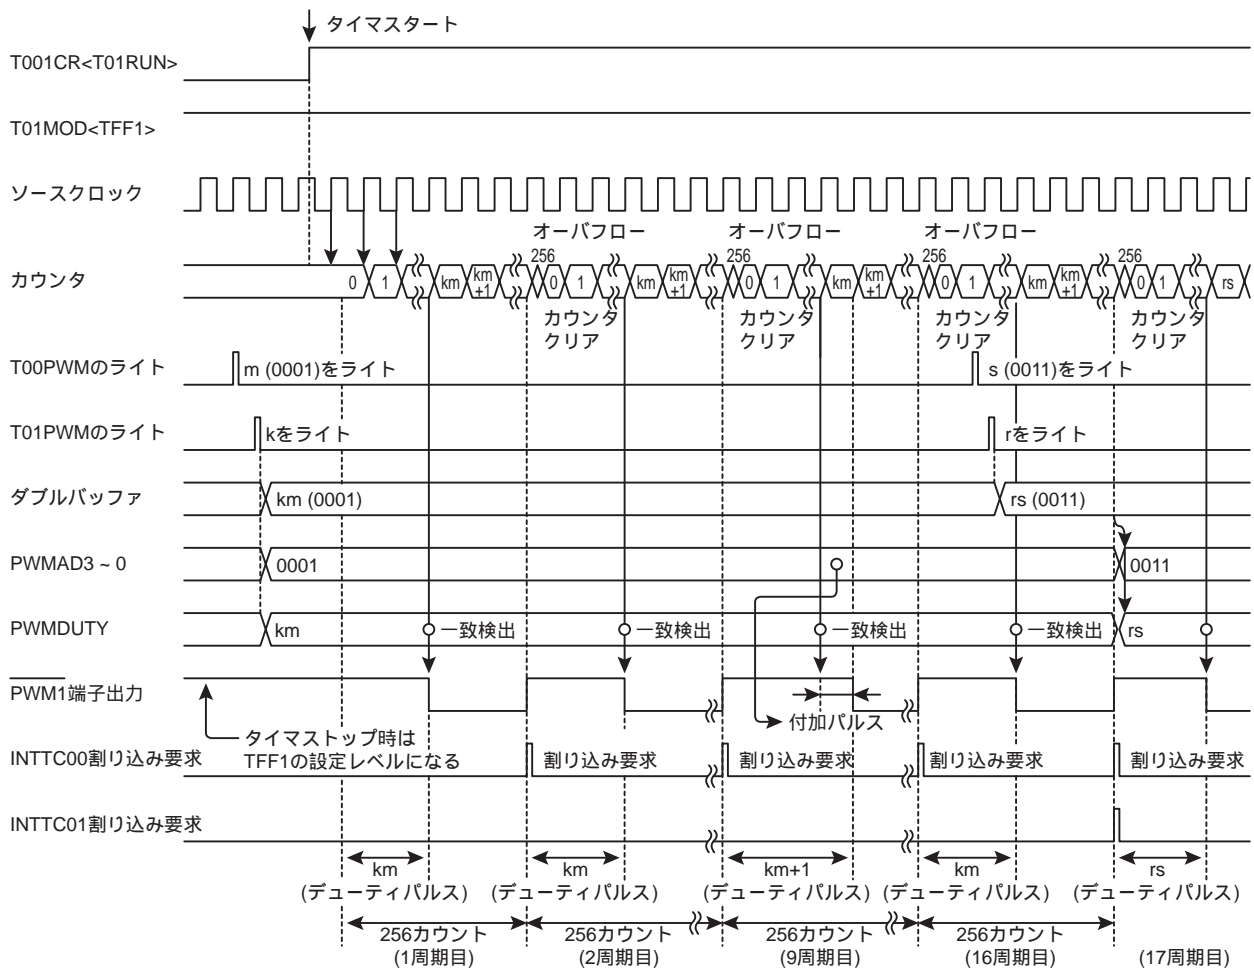 タイマスタート
T001CR<T01RUN>
T01MOD<TFF1>
ソースクロック
オーバフロー オーバフロー オーバフロー
256 256 256 256
カウンタ 0 1 km km+1 0 1 km km+1 0 1 km km+1 0 1 km km+1 0 1 rs
カウンタ カウンタ カウンタ カウンタ
クリア クリア クリア クリア
T00PWMのライト m (0001)をライト s (0011)をライト
T01PWMのライト kをライト rをライト
ダブルバッファ km (0001) rs (0011)
PWMAD3 ~ 0 0001 0011
PWMDUTY km 一致検出 一致検出 一致検出 一致検出 rs
PWM1端子出力
付加パルス
タイマストップ時は
TFF1の設定レベルになる
INTTC00割り込み要求 割り込み要求 割り込み要求 割り込み要求 割り込み要求
INTTC01割り込み要求
km km km+1 km rs
(デューティパルス) (デューティパルス) (デューティパルス) (デューティパルス) (デューティパルス)
256カウント 256カウント 256カウント 256カウント
(1周期目) (2周期目) (9周期目) (16周期目) (17周期目)